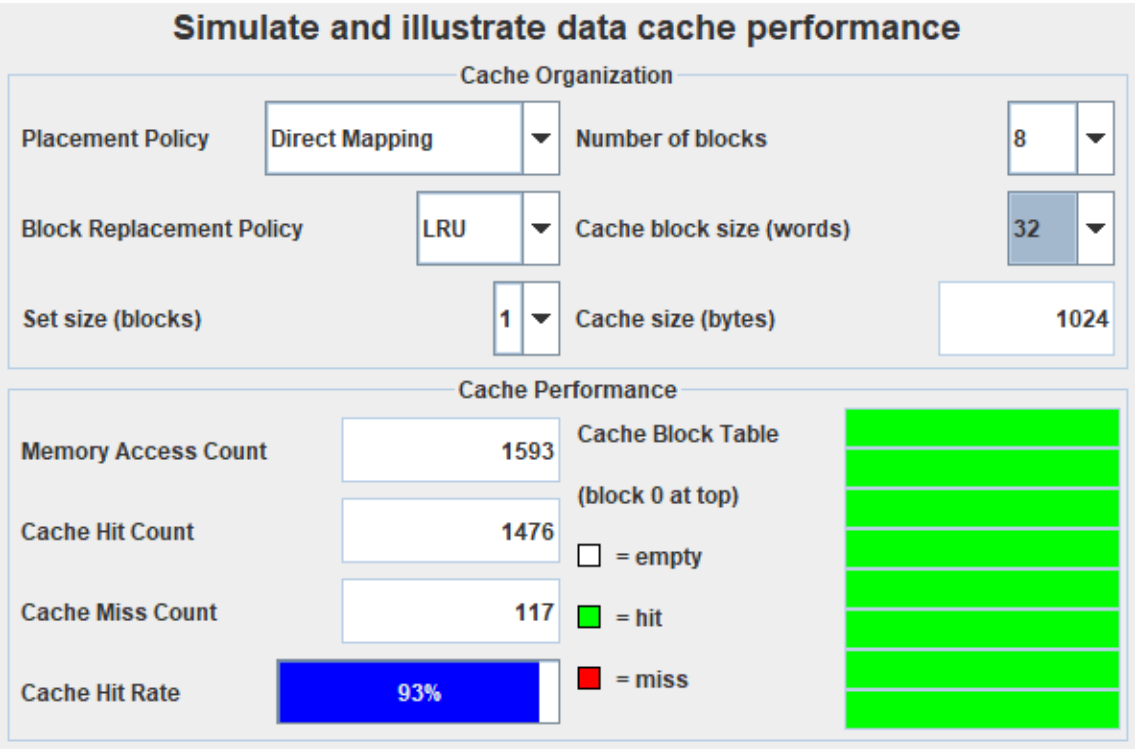 Simulate and illustrate data cache performance
Cache Organization
Placement Policy Direct Mapping Number of blocks 8
Block Replacement Policy LRU Cache block size (words) 32
Set size (blocks) 1 Cache size (bytes) 1024
Cache Performance
Memory Access Count 1593
Cache Hit Count 1476
Cache Miss Count 117
Cache Hit Rate 93%
Cache Block Table
(block 0 at top)
= empty
= hit
= miss